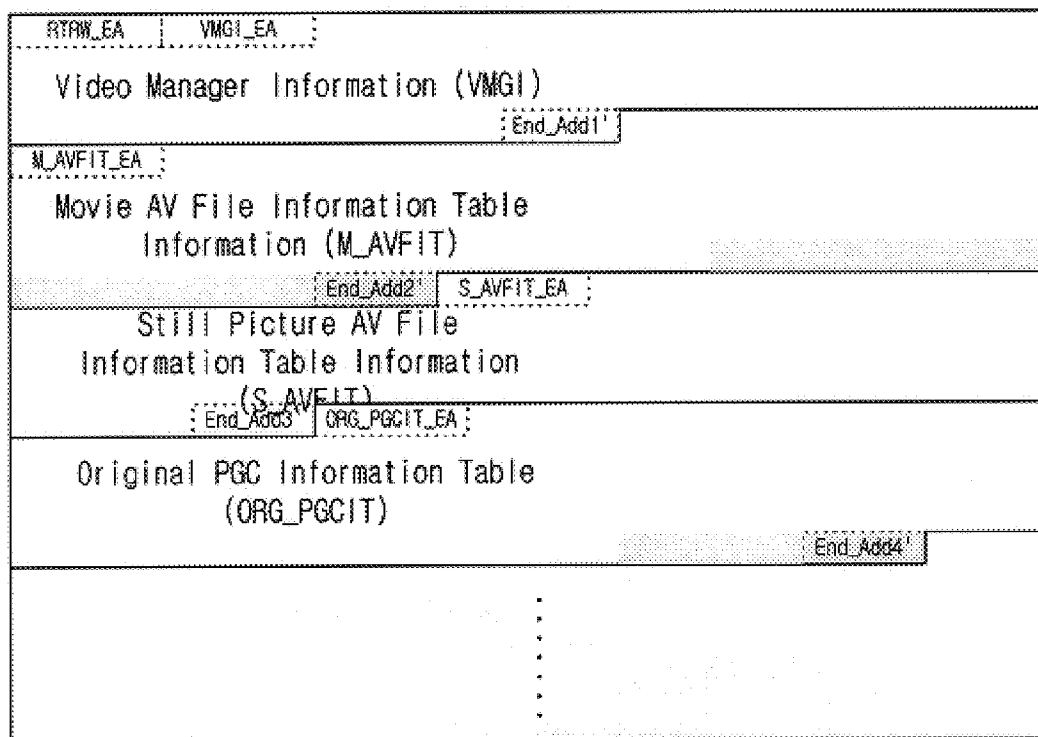 RTRW_EA VMGI_EA
Video Manager Information (VMGI)
End_Add1'
M_AVFIT_EA
Movie AV File Information Table
Information (M_AVFIT)
End_Add2' S_AVFIT_EA
Still Picture AV File
Information Table Information
(S_AVFIT)
End_Add3' ORG_PGCIT_EA
Original PGC Information Table
(ORG_PGCIT)
End_Add4'